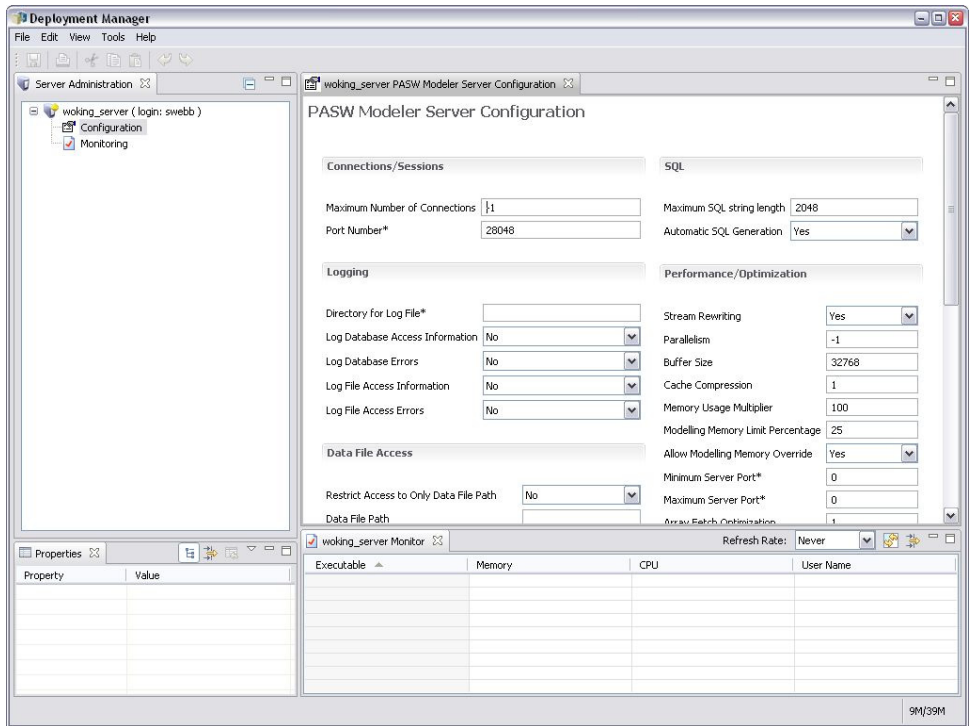 Deployment Manager
File Edit View Tools Help
Server Administration
woking_server ( login: swebb )
Configuration
Monitoring
woking_server PASW Modeler Server Configuration
PASW Modeler Server Configuration
Connections/Sessions
Maximum Number of Connections -1
Port Number* 28048
Logging
Directory for Log File*
Log Database Access Information No
Log Database Errors No
Log File Access Information No
Log File Access Errors No
Data File Access
Restrict Access to Only Data File Path No
Data File Path
SQL
Maximum SQL string length 2048
Automatic SQL Generation Yes
Performance/Optimization
Stream Rewriting Yes
Parallelism -1
Buffer Size 32768
Cache Compression 1
Memory Usage Multiplier 100
Modelling Memory Limit Percentage 25
Allow Modelling Memory Override Yes
Minimum Server Port* 0
Maximum Server Port* 0
Array Fetch Optimization 1
Properties
Property Value
woking_server Monitor
Refresh Rate: Never
Executable Memory CPU User Name
9M/39M